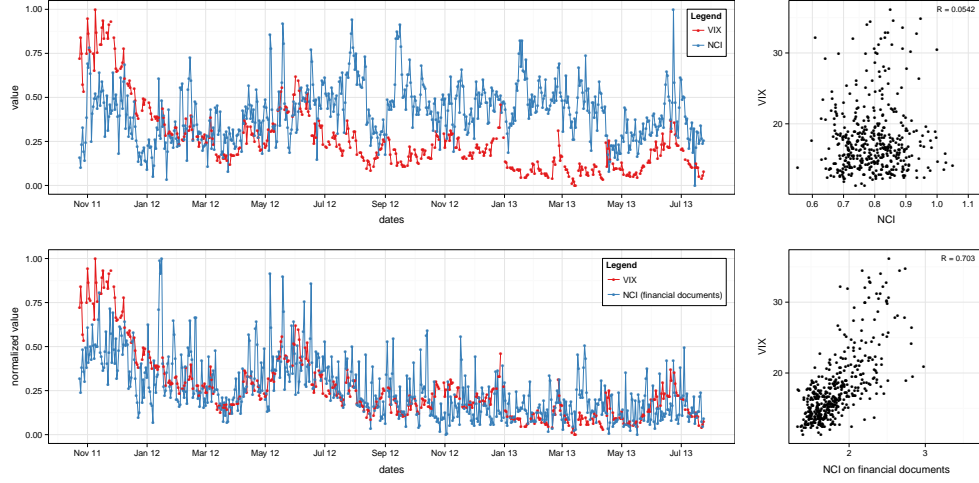 1.00
0.75
0.50
0.25
0.00
value
Legend
VIX
NCI
Nov 11 Jan 12 Mar 12 May 12 Jul 12 Sep 12 Nov 12 Jan 13 Mar 13 May 13 Jul 13
dates
R = 0.0542
30
20
VIX
0.6 0.7 0.8 0.9 1.0 1.1
NCI
1.00
0.75
0.50
0.25
0.00
normalized value
Legend
VIX
NCI (financial documents)
Nov 11 Jan 12 Mar 12 May 12 Jul 12 Sep 12 Nov 12 Jan 13 Mar 13 May 13 Jul 13
dates
R = 0.703
30
20
VIX
2 3
NCI on financial documents